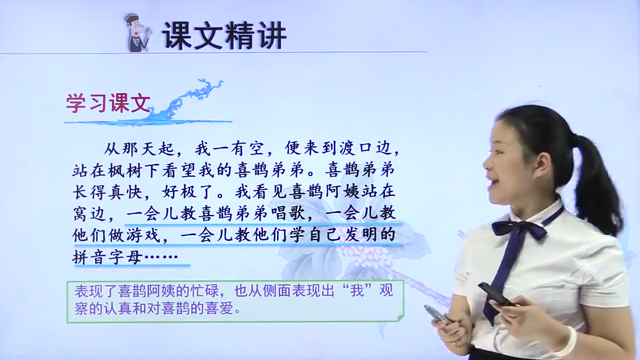 课文精讲
学习课文
从那天起，我一有空，便来到渡口边，
站在枫树下看望我的喜鹊弟弟。喜鹊弟弟
长得真快，好极了。我看见喜鹊阿姨站在
窝边，一会儿教喜鹊弟弟唱歌，一会儿教
他们做游戏，一会儿教他们学自己发明的
拼音字母……
表现了喜鹊阿姨的忙碌，也从侧面表现出“我”观
察的认真和对喜鹊的喜爱。